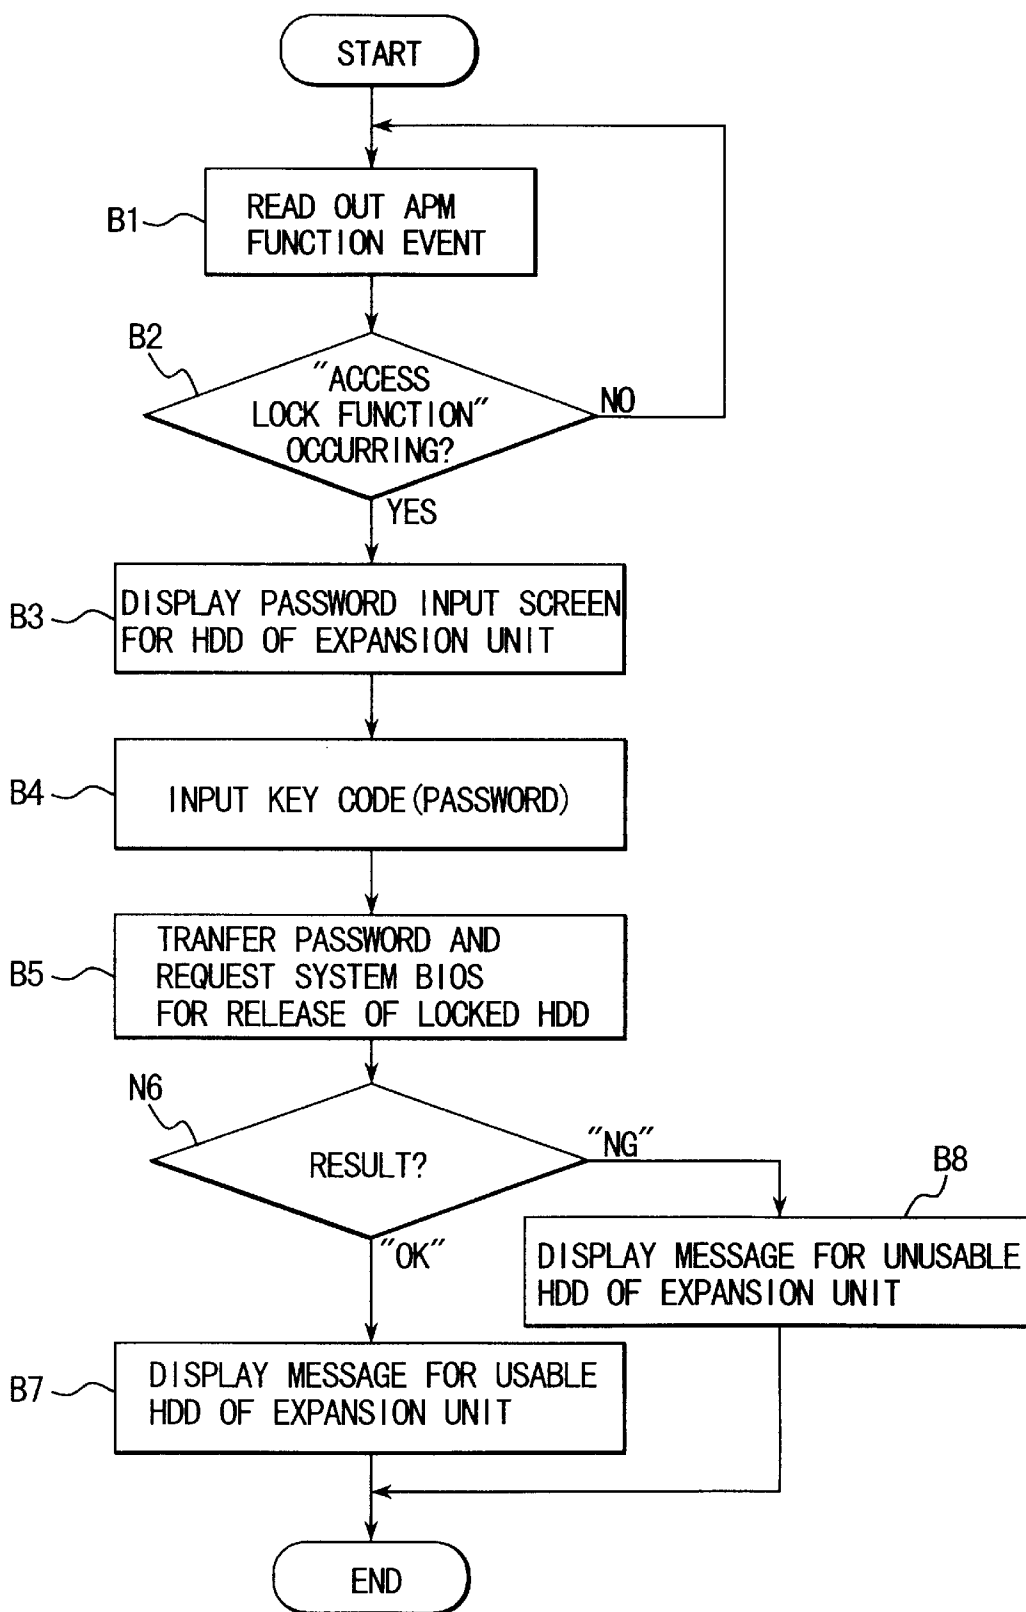 START
B1
READ OUT APM
FUNCTION EVENT
B2
"ACCESS
LOCK FUNCTION"
OCCURRING?
NO
YES
B3
DISPLAY PASSWORD INPUT SCREEN
FOR HDD OF EXPANSION UNIT
B4
INPUT KEY CODE(PASSWORD)
B5
TRANFER PASSWORD AND
REQUEST SYSTEM BIOS
FOR RELEASE OF LOCKED HDD
N6
RESULT?
"NG"
"OK"
B8
DISPLAY MESSAGE FOR UNUSABLE
HDD OF EXPANSION UNIT
B7
DISPLAY MESSAGE FOR USABLE
HDD OF EXPANSION UNIT
END